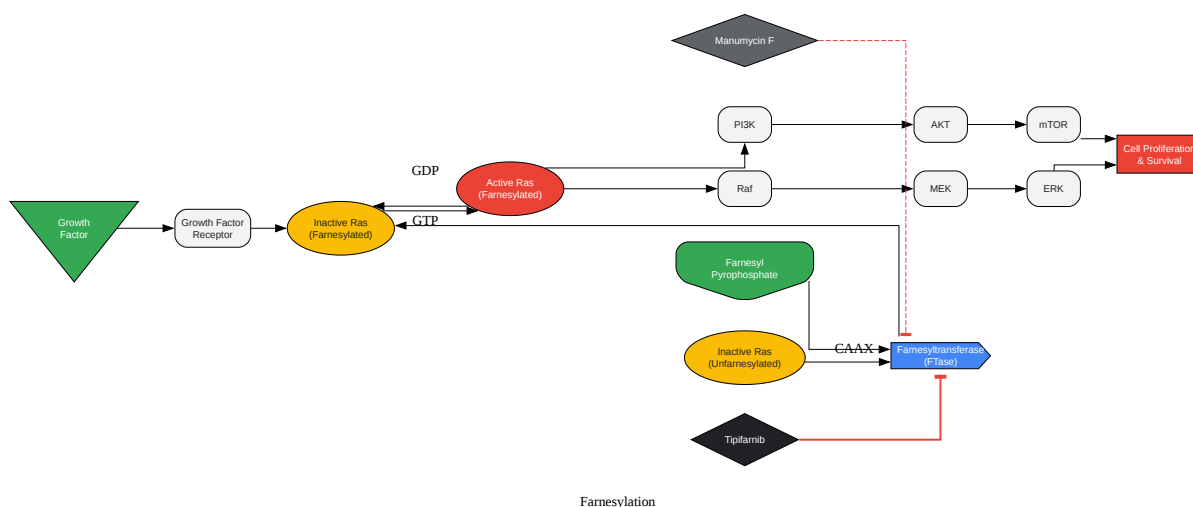 Manumycin F
PI3K
AKT
mTOR
Cell Proliferation
& Survival
GDP
Active Ras
(Farnesylated)
Raf
MEK
ERK
Growth
Factor
Growth Factor
Receptor
Inactive Ras
(Farnesylated)
GTP
Farnesyl
Pyrophosphate
Inactive Ras
(Unfarnesylated)
CAAX
Farnesyltransferase
(FTase)
Tipifarnib
Farnesylation